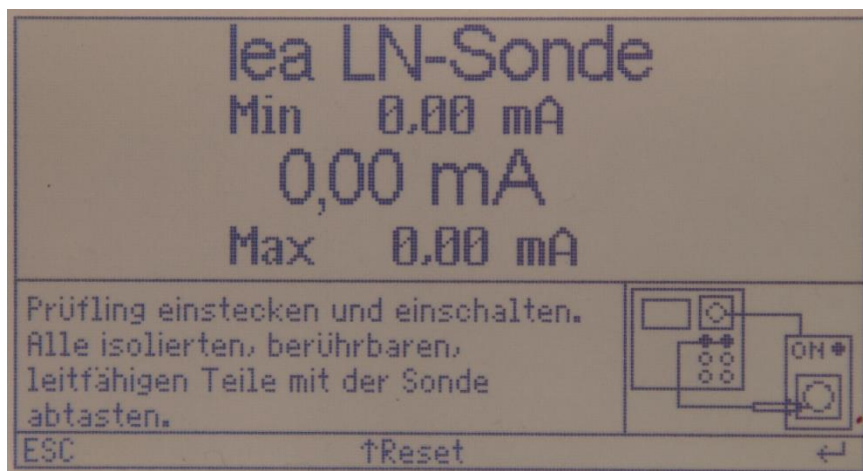 lea LN-Sonde
Min 0,00 mA
0,00 mA
Max 0,00 mA
Prüfling einstecken und einschalten.
Alle isolierten, berührbaren,
leitfähigen Teile mit der Sonde
abtasten.
ON
ESC ↑Reset ↵